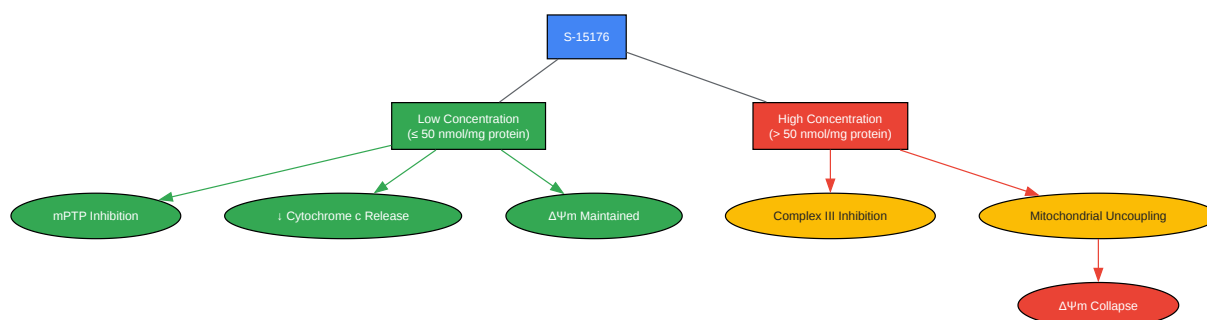 S-15176
Low Concentration
(≤ 50 nmol/mg protein)
High Concentration
(> 50 nmol/mg protein)
mPTP Inhibition
↓ Cytochrome c Release
ΔΨm Maintained
Complex III Inhibition
Mitochondrial Uncoupling
ΔΨm Collapse